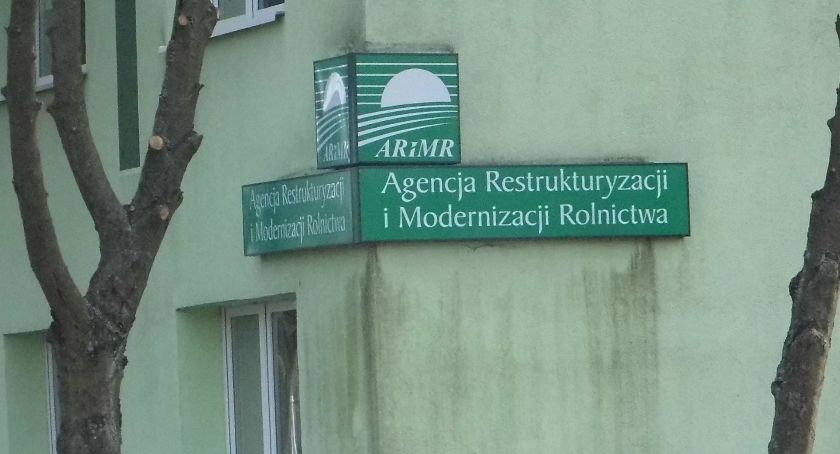 ARiMR
ARiMR
Agencja Restrukturyzacji
i Modernizacji Rolnictwa
Agencja Restrukturyzacji
i Modernizacji Rolnictwa